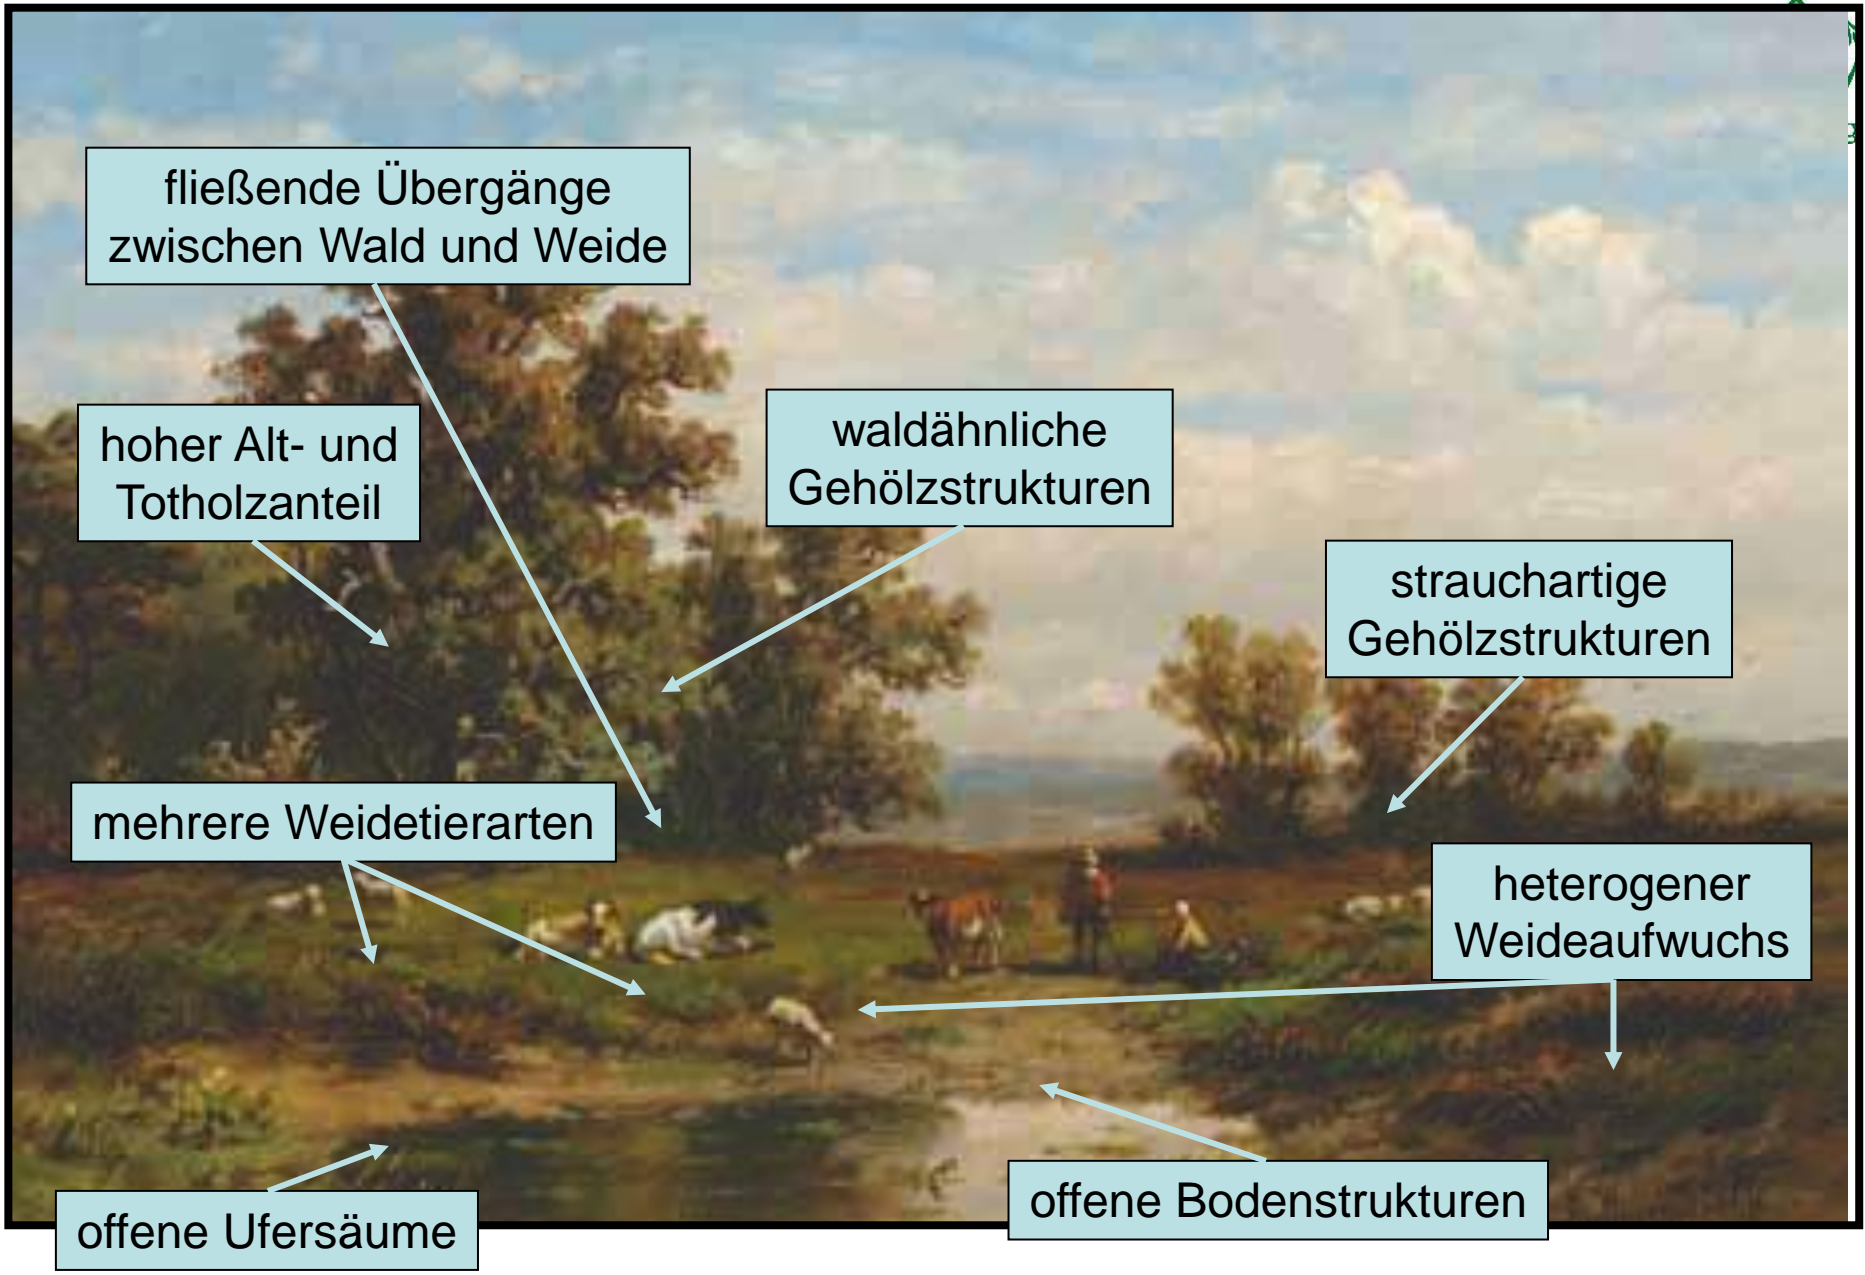 fließende Übergänge
zwischen Wald und Weide
hoher Alt- und
Totholzanteil
waldähnliche
Gehölzstrukturen
strauchartige
Gehölzstrukturen
mehrere Weidetierarten
heterogener
Weideaufwuchs
offene Bodenstrukturen
offene Ufersäume